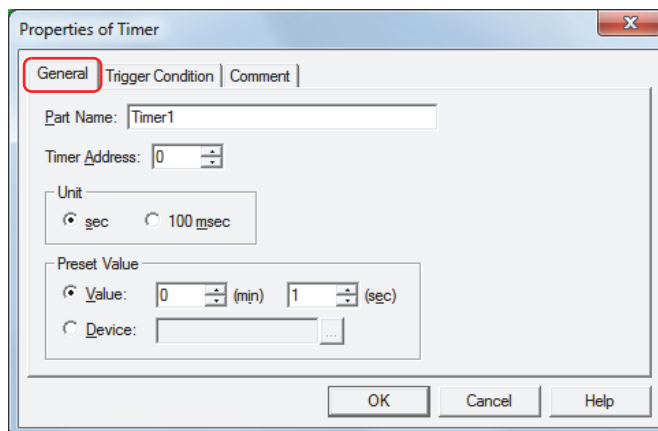 Properties of Timer
General Trigger Condition Comment
Part Name: Timer1
Timer Address: 0
Unit
sec 100 msec
Preset Value
Value: 0 (min) 1 (sec)
Device: ...
OK Cancel Help